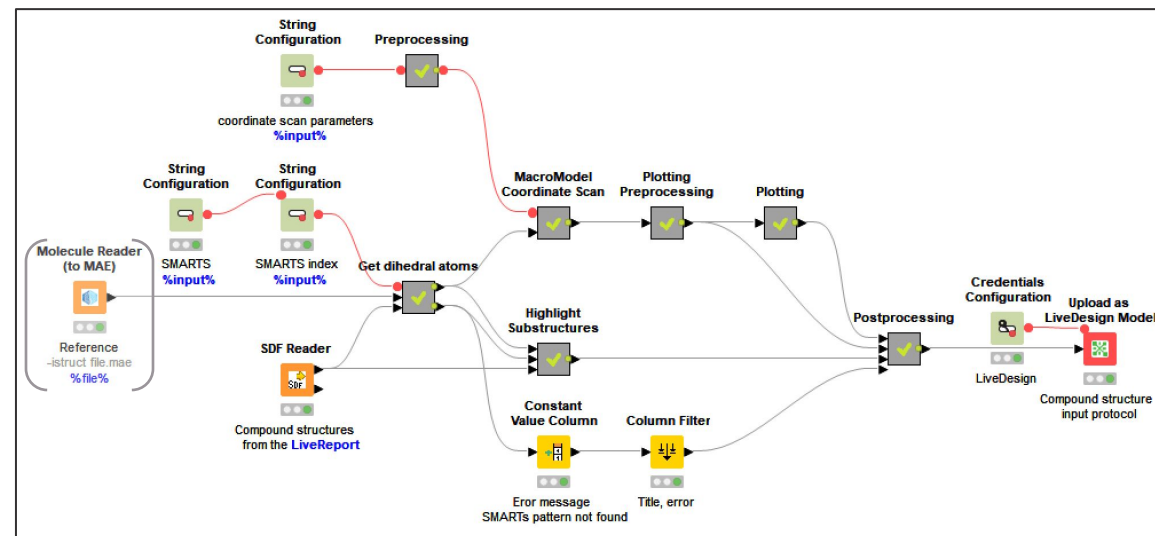 String
Configuration
Preprocessing
coordinate scan parameters
%input%
String
Configuration
String
Configuration
MacroModel
Coordinate Scan
Plotting
Preprocessing
Plotting
SMARTS
%input%
SMARTS index
%input%
Molecule Reader
(to MAE)
Get dihedral atoms
Reference
-istruct file.mae
%file%
SDF Reader
SDF
Compound structures
from the LiveReport
Highlight
Substructures
Credentials
Configuration
Upload as
LiveDesign Model
Postprocessing
LiveDesign
Compound structure
input protocol
Constant
Value Column
Column Filter
Eror message
SMARTs pattern not found
Title, error